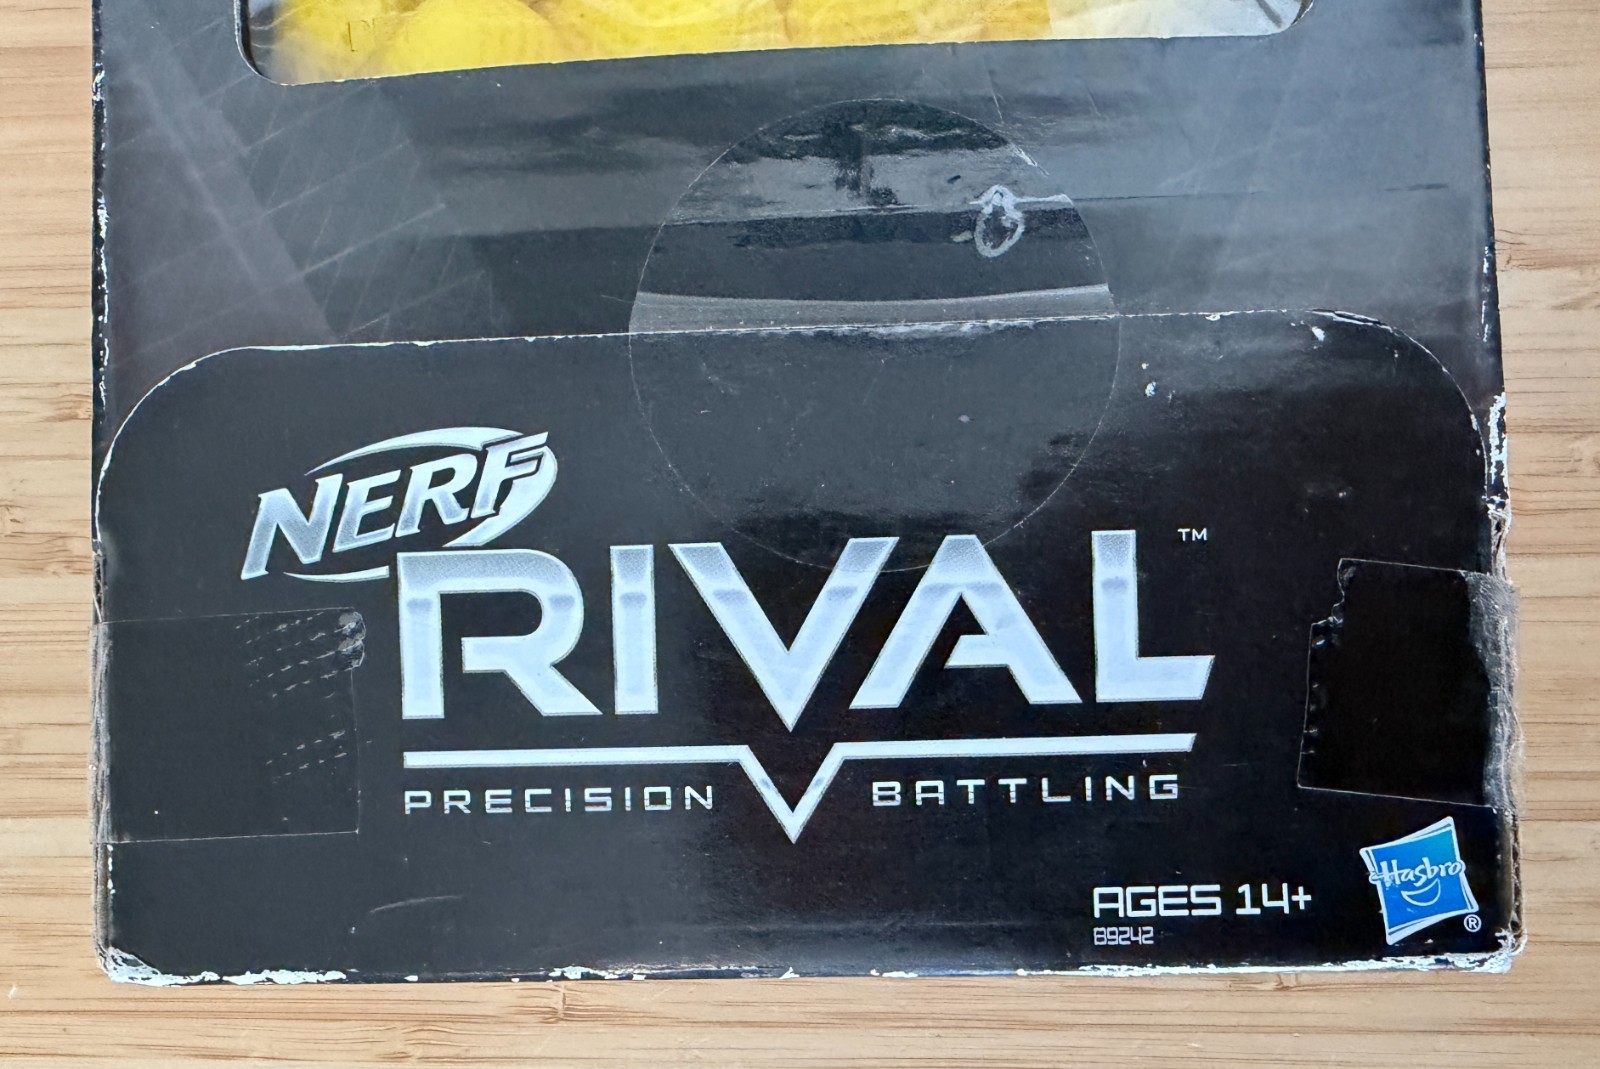 NERF
RIVAL™
PRECISION BATTLING
AGES 14+
B9242
Hasbro®